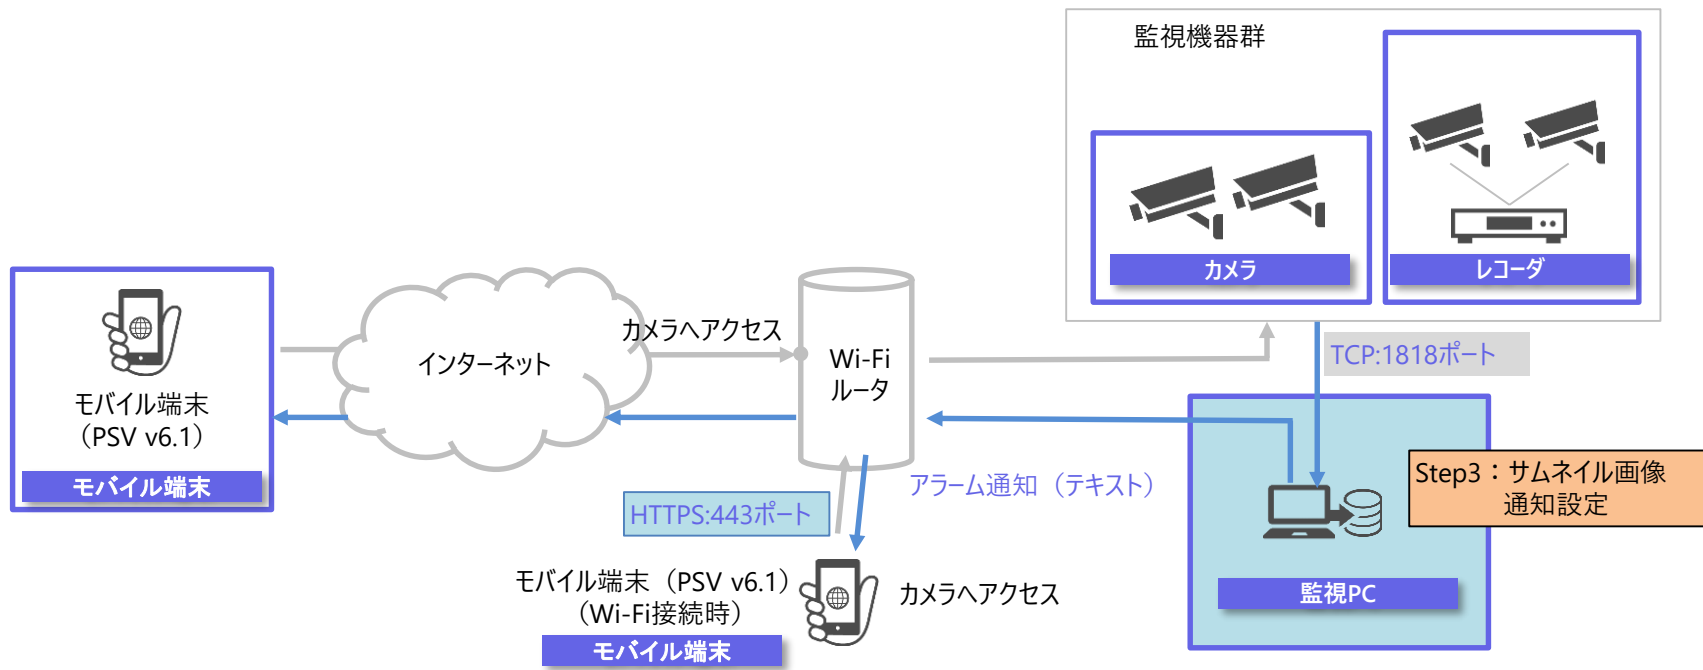 監視機器群
カメラ
レコーダ
TCP:1818ポート
カメラへアクセス
インターネット
Wi-Fi
ルータ
モバイル端末
（PSV v6.1）
モバイル端末
アラーム通知（テキスト）
HTTPS:443ポート
Step3：サムネイル画像
通知設定
監視PC
モバイル端末（PSV v6.1）
（Wi-Fi接続時）
カメラへアクセス
モバイル端末